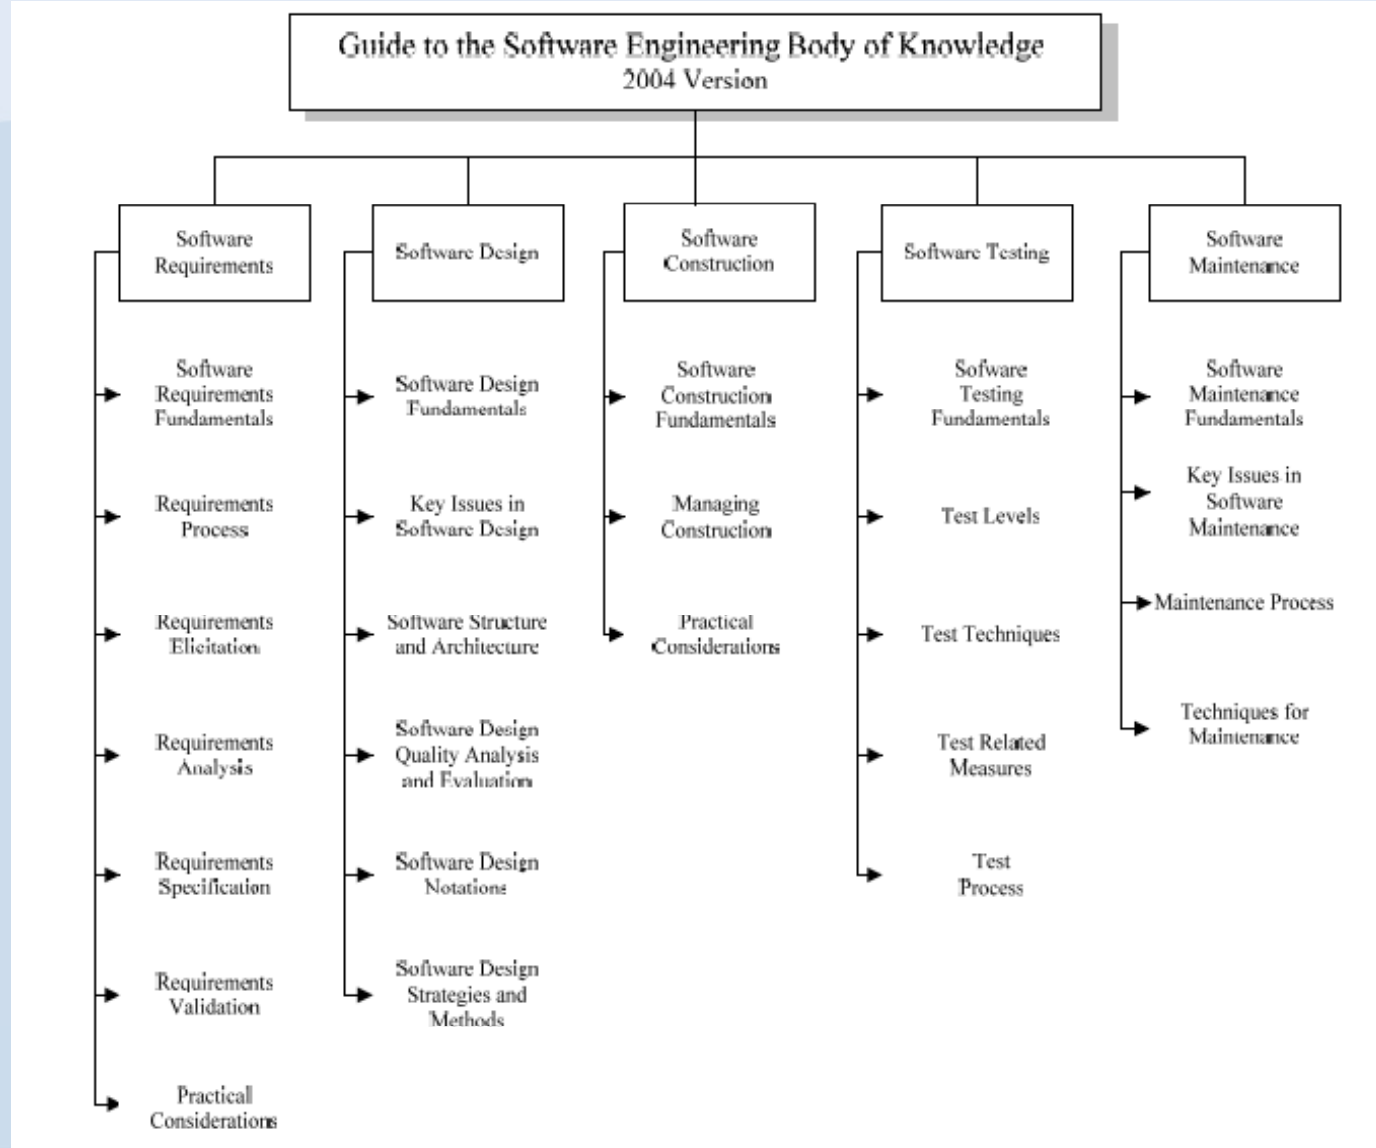 Guide to the Software Engineering Body of Knowledge
2004 Version
Software
Requirements
Software Design
Software
Construction
Software Testing
Software
Maintenance
Software
Requirements
Fundamentals
Requirements
Process
Requirements
Elicitation
Requirements
Analysis
Requirements
Specification
Requirements
Validation
Practical
Considerations
Software Design
Fundamentals
Key Issues in
Software Design
Software Structure
and Architecture
Software Design
Quality Analysis
and Evaluation
Software Design
Notations
Software Design
Strategies and
Methods
Software
Construction
Fundamentals
Managing
Construction
Practical
Considerations
Sofware
Testing
Fundamentals
Test Levels
Test Techniques
Test Related
Measures
Test
Process
Software
Maintenance
Fundamentals
Key Issues in
Software
Maintenance
Maintenance Process
Techniques for
Maintenance